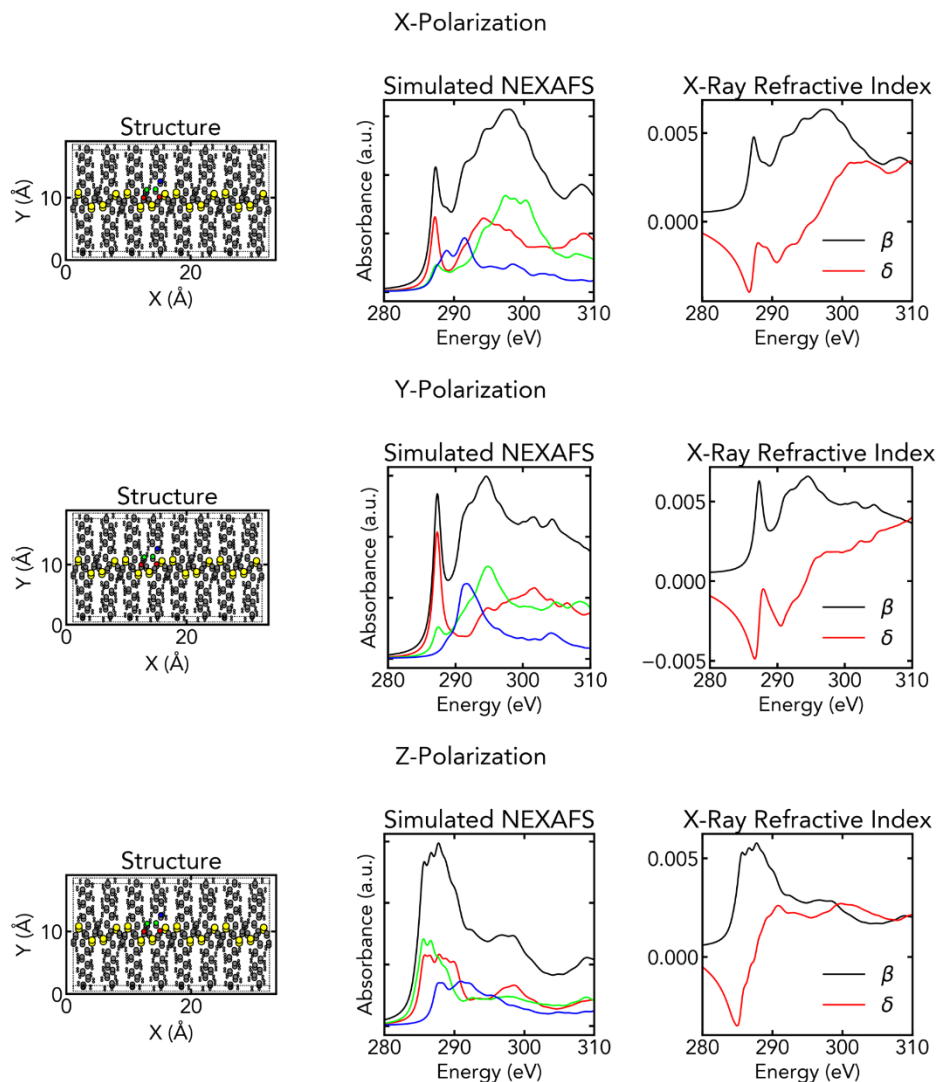 X-Polarization
Structure
Y (Å)
10
0
0
20
X (Å)
Simulated NEXAFS
Absorbance (a.u.)
280
290
300
310
Energy (eV)
X-Ray Refractive Index
0.005
0.000
β
δ
280
290
300
310
Energy (eV)
Y-Polarization
Structure
Y (Å)
10
0
0
20
X (Å)
Simulated NEXAFS
Absorbance (a.u.)
280
290
300
310
Energy (eV)
X-Ray Refractive Index
0.005
0.000
−0.005
β
δ
280
290
300
310
Energy (eV)
Z-Polarization
Structure
Y (Å)
10
0
0
20
X (Å)
Simulated NEXAFS
Absorbance (a.u.)
280
290
300
310
Energy (eV)
X-Ray Refractive Index
0.005
0.000
β
δ
280
290
300
310
Energy (eV)